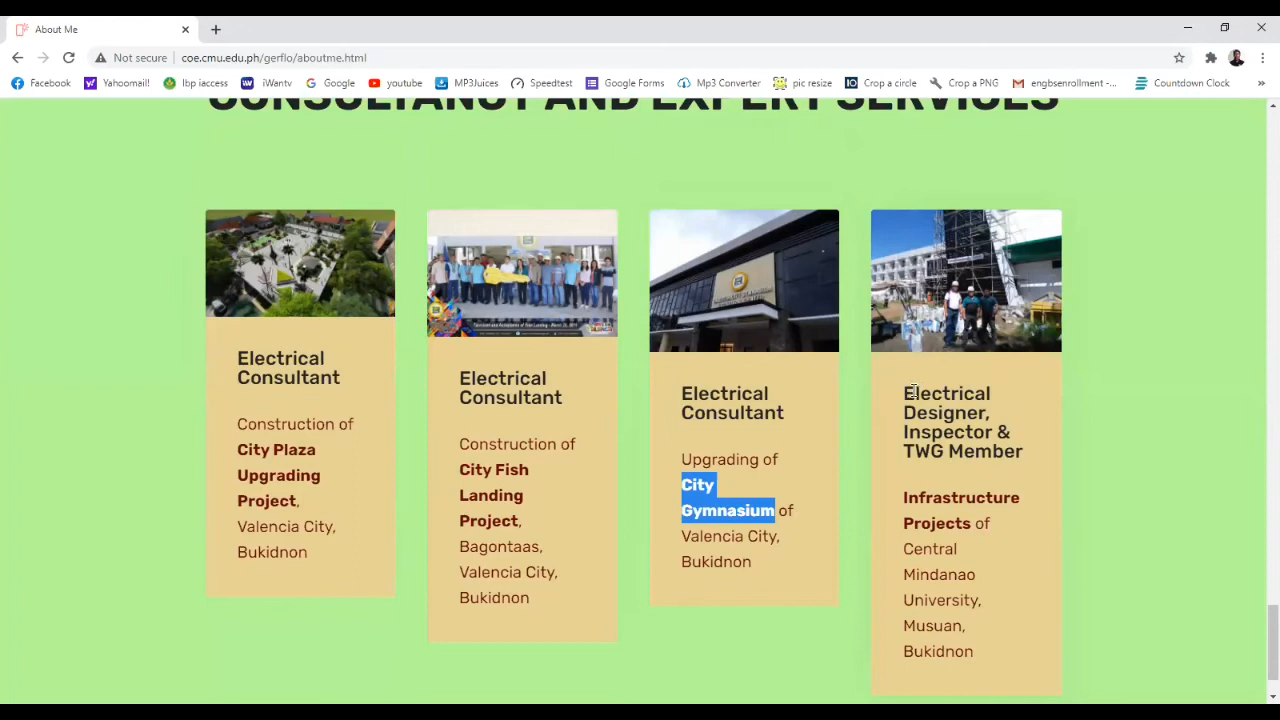 About Me
Not secure
coe.cmu.edu.ph/gerflo/aboutme.html
Facebook
Yahoomail!
lbp iaccess
iWantv
Google
youtube
MP3Juices
Speedtest
Google Forms
Mp3 Converter
pic resize
Crop a circle
Crop a PNG
engbsenrollment -...
Countdown Clock
CONSULTANCY AND EXPERT SERVICES
Electrical
Consultant
Construction of
City Plaza
Upgrading
Project,
Valencia City,
Bukidnon
Electrical
Consultant
Construction of
City Fish
Landing
Project,
Bagontaas,
Valencia City,
Bukidnon
Electrical
Consultant
Upgrading of
City
Gymnasium of
Valencia City,
Bukidnon
Electrical
Designer,
Inspector &
TWG Member
Infrastructure
Projects of
Central
Mindanao
University,
Musuan,
Bukidnon